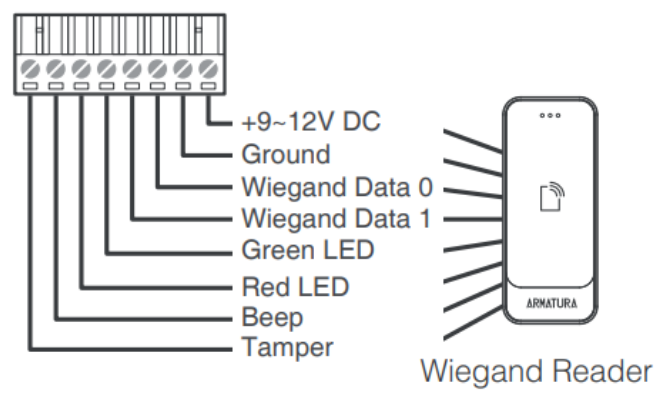 +9~12V DC
Ground
Wiegand Data 0
Wiegand Data 1
Green LED
Red LED
Beep
Tamper
ARMATURA
Wiegand Reader